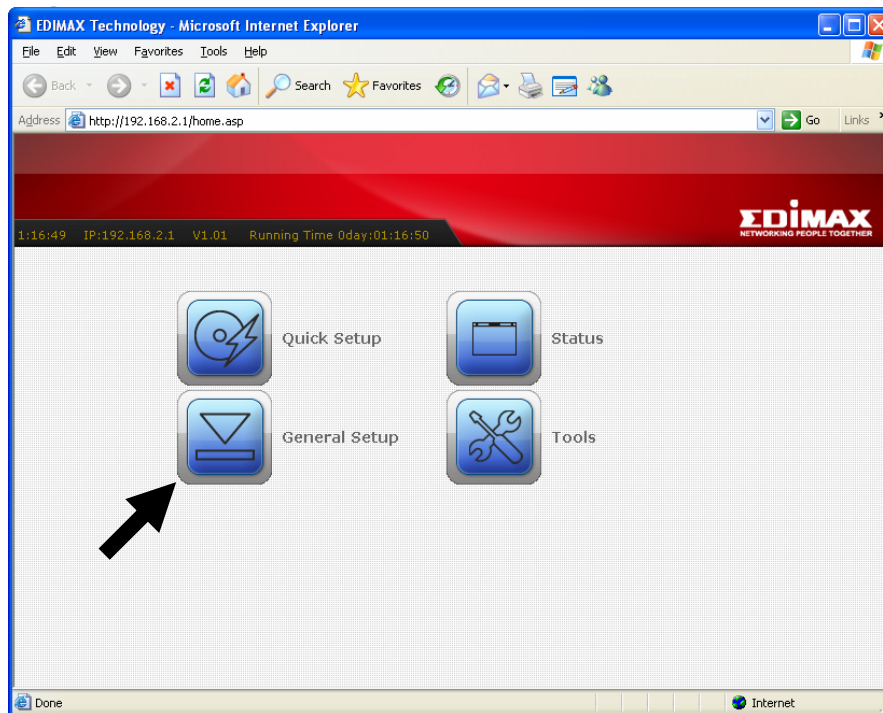 EDIMAX Technology - Microsoft Internet Explorer
File Edit View Favorites Tools Help
Back Search Favorites
Address http://192.168.2.1/home.asp Go Links
EDIMAX
NETWORKING PEOPLE TOGETHER
1:16:49 IP:192.168.2.1 V1.01 Running Time 0day:01:16:50
Quick Setup Status
General Setup Tools
Done Internet